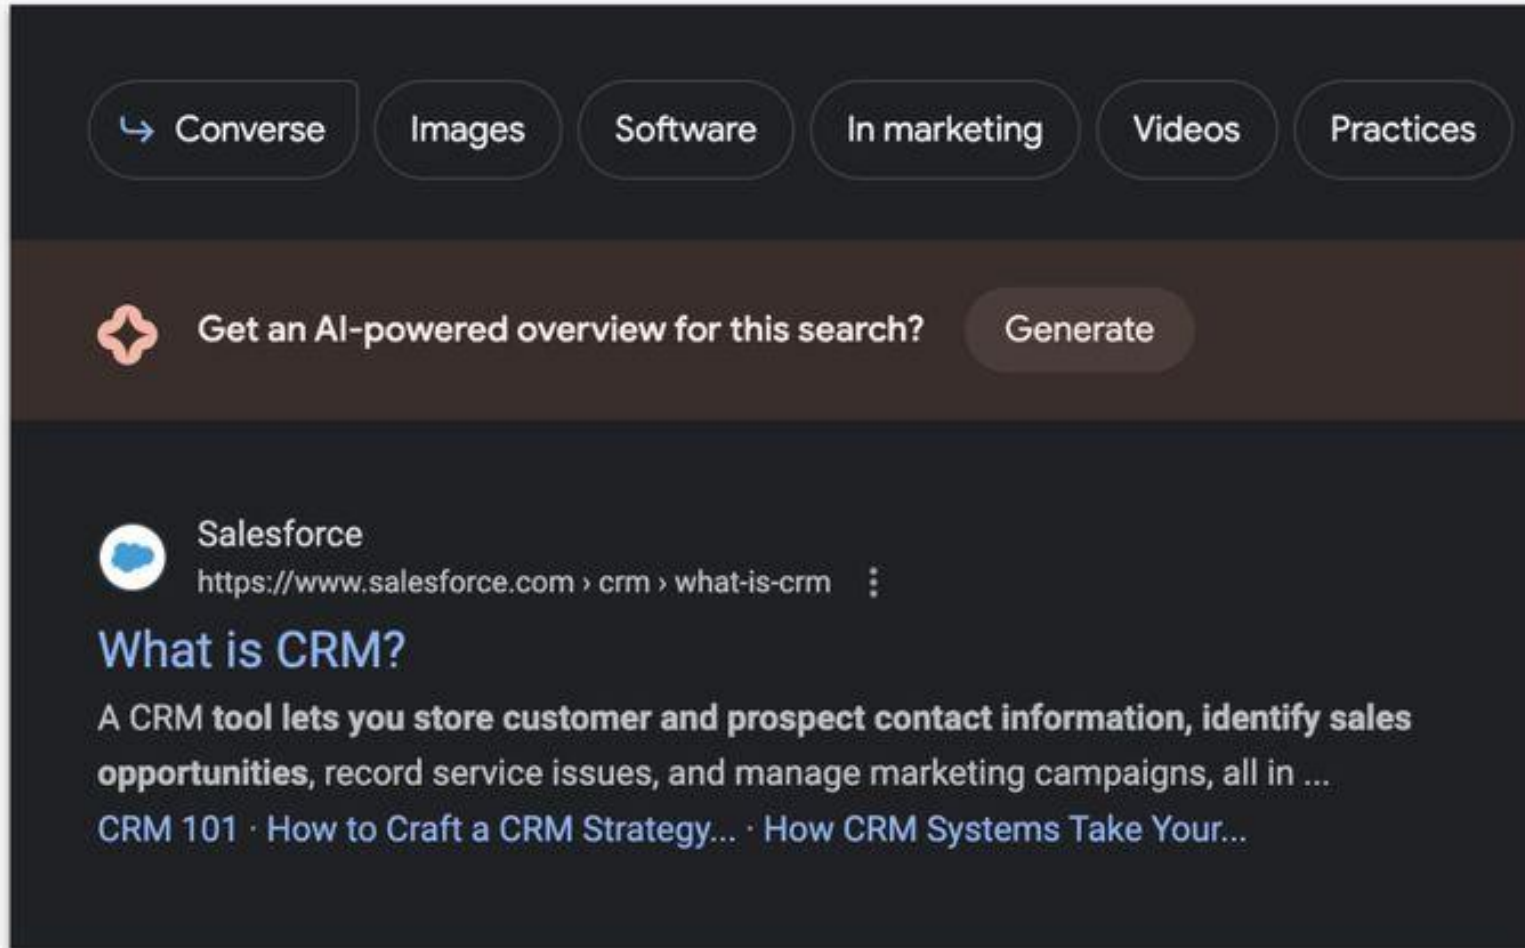 Converse Images Software In marketing Videos Practices
Get an AI-powered overview for this search? Generate
Salesforce
https://www.salesforce.com › crm › what-is-crm
What is CRM?
A CRM tool lets you store customer and prospect contact information, identify sales
opportunities, record service issues, and manage marketing campaigns, all in ...
CRM 101 · How to Craft a CRM Strategy... · How CRM Systems Take Your...